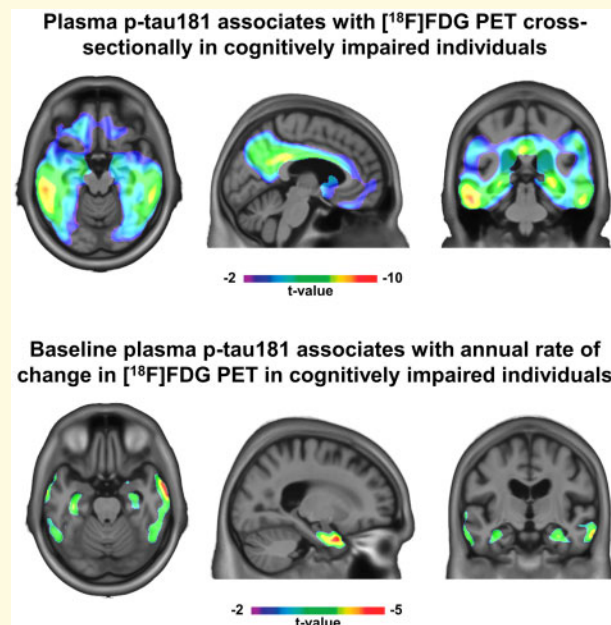 Plasma p-tau181 associates with [¹⁸F]FDG PET cross-
sectionally in cognitively impaired individuals
-2 -10
t-value
Baseline plasma p-tau181 associates with annual rate of
change in [¹⁸F]FDG PET in cognitively impaired individuals
-2 -5
t-value